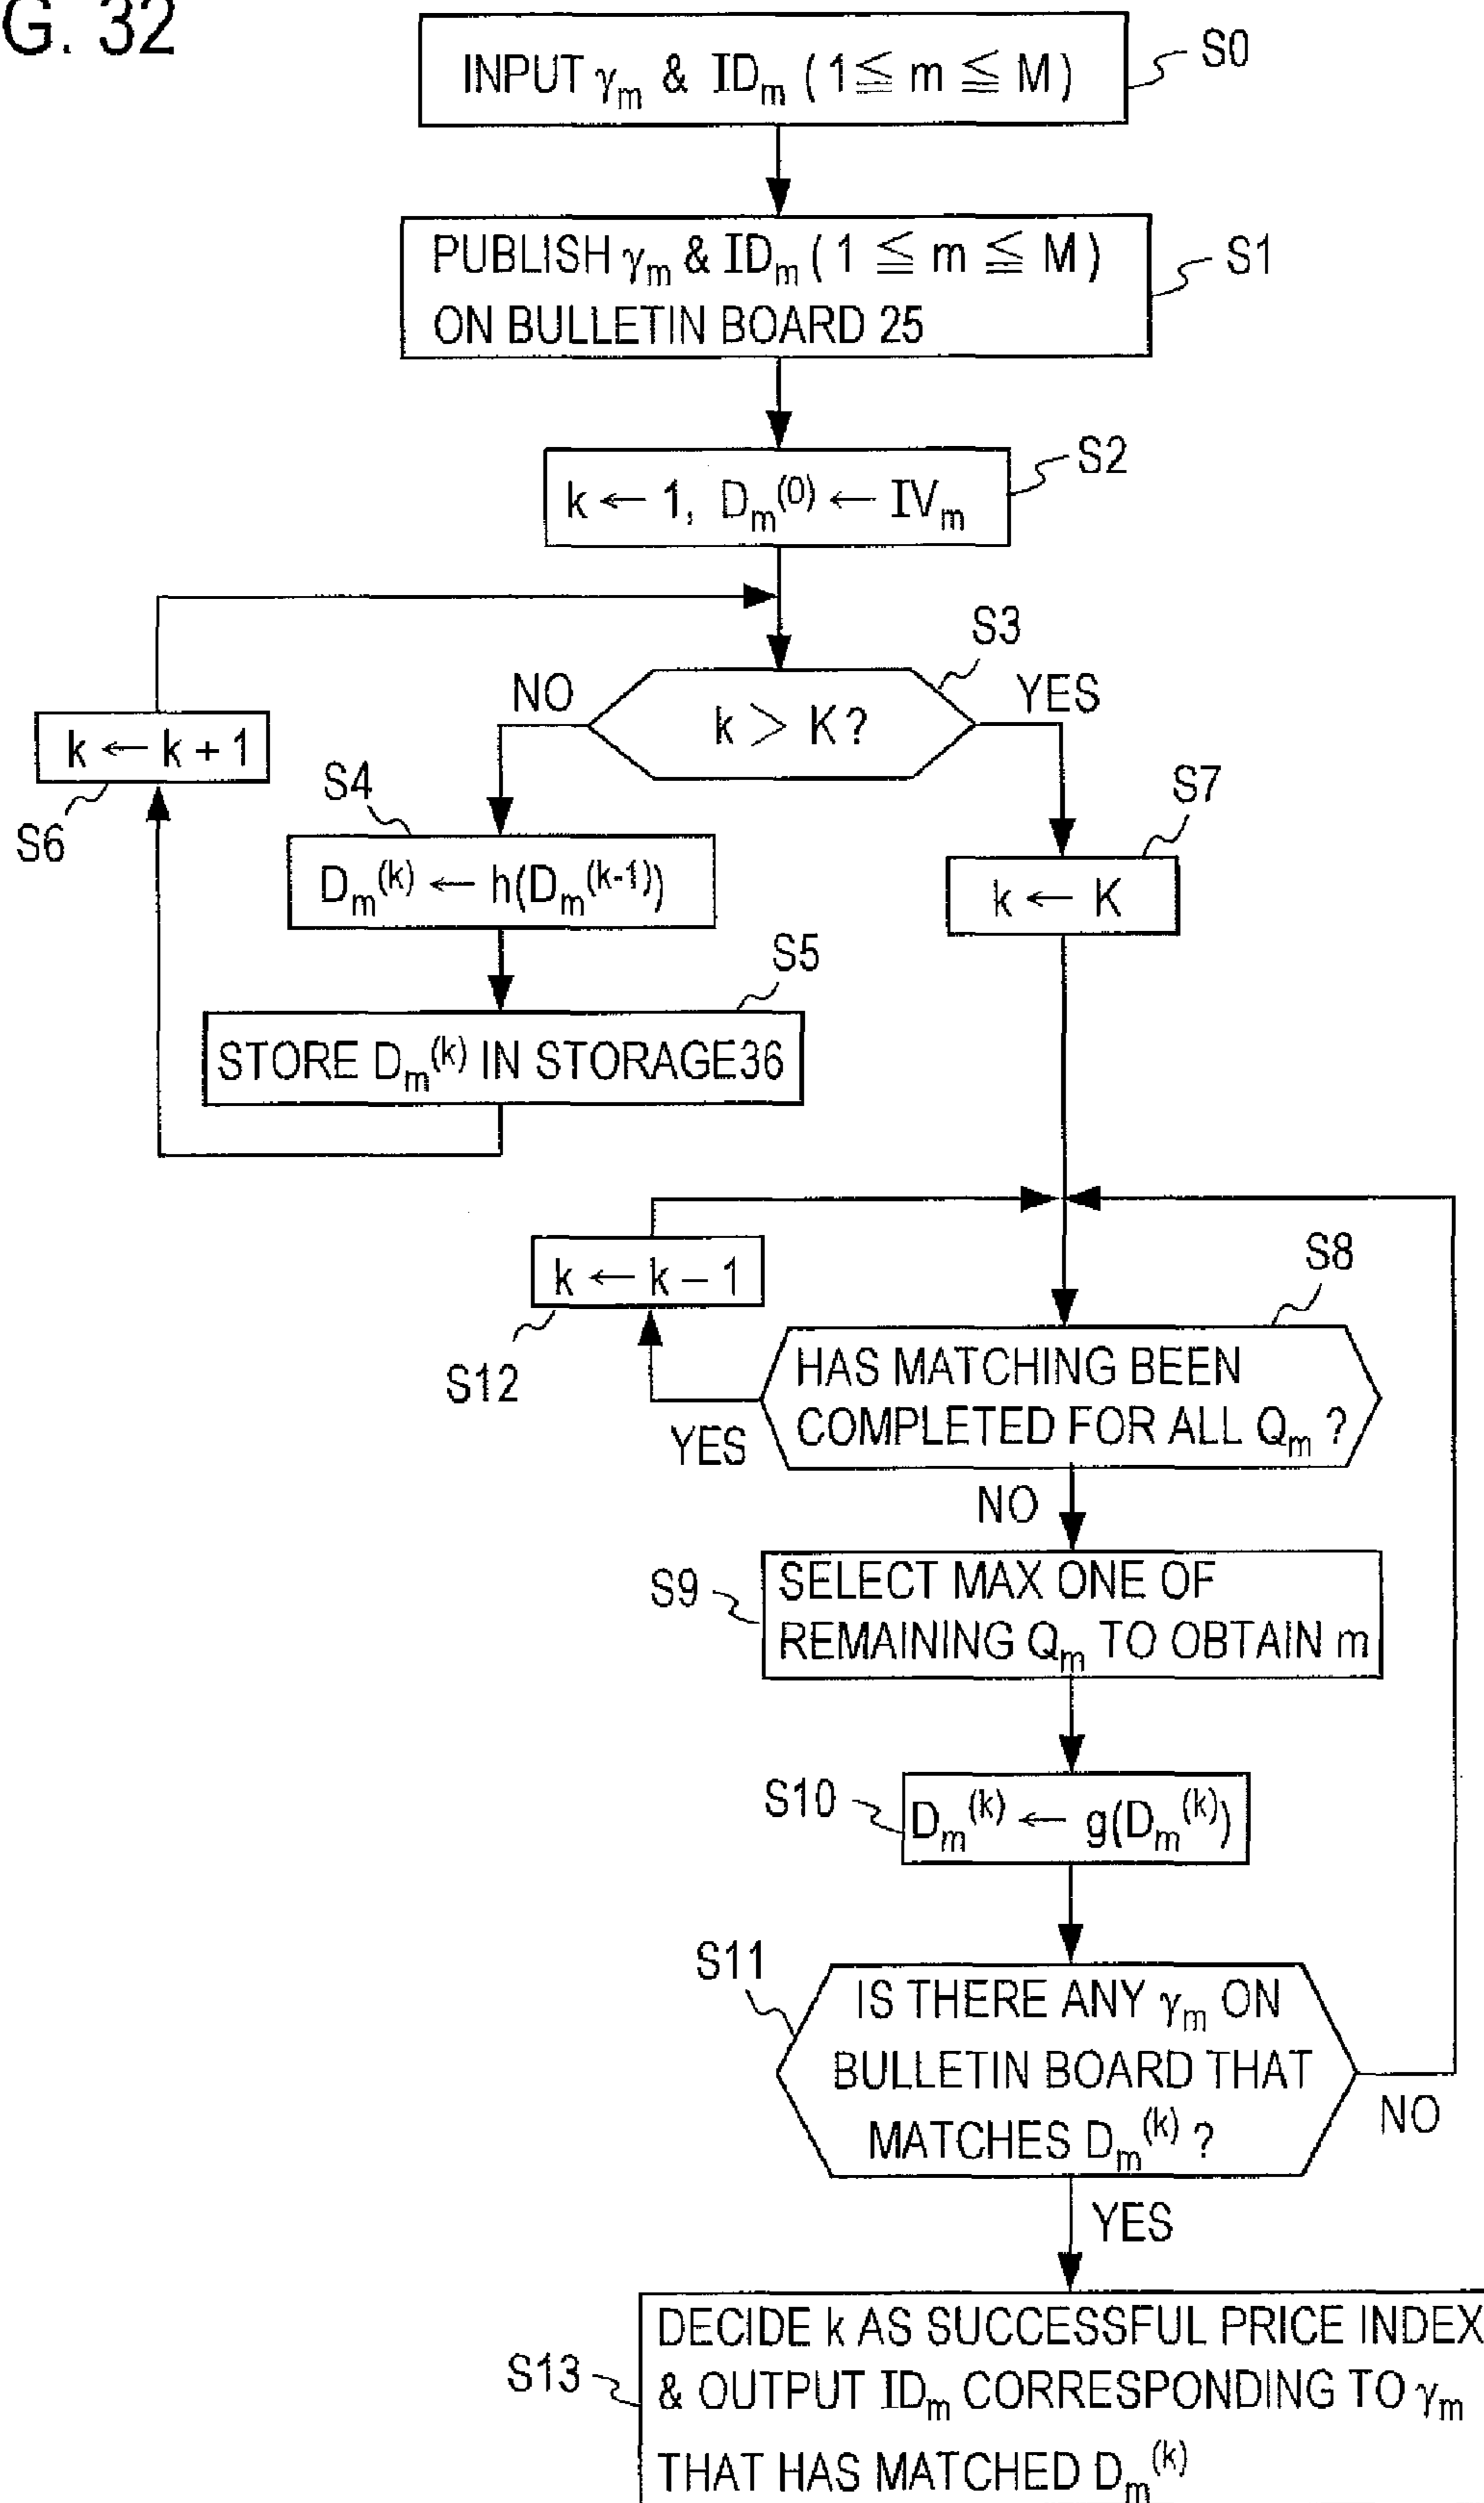 G. 32
INPUT γm & IDm (1≦ m ≦ M)
S0
PUBLISH γm & IDm (1 ≦ m ≦ M)
ON BULLETIN BOARD 25
S1
k ← 1, Dm(0) ← IVm
S2
S3
NO
k > K?
YES
k ← k + 1
S6
S4
Dm(k) ← h(Dm(k-1))
S7
k ← K
S5
STORE Dm(k) IN STORAGE36
k ← k – 1
S12
S8
HAS MATCHING BEEN
COMPLETED FOR ALL Qm ?
YES
NO
S9
SELECT MAX ONE OF
REMAINING Qm TO OBTAIN m
S10
Dm(k) ← g(Dm(k))
S11
IS THERE ANY γm ON
BULLETIN BOARD THAT
MATCHES Dm(k) ?
NO
YES
S13
DECIDE k AS SUCCESSFUL PRICE INDEX
& OUTPUT IDm CORRESPONDING TO γm
THAT HAS MATCHED Dm(k)